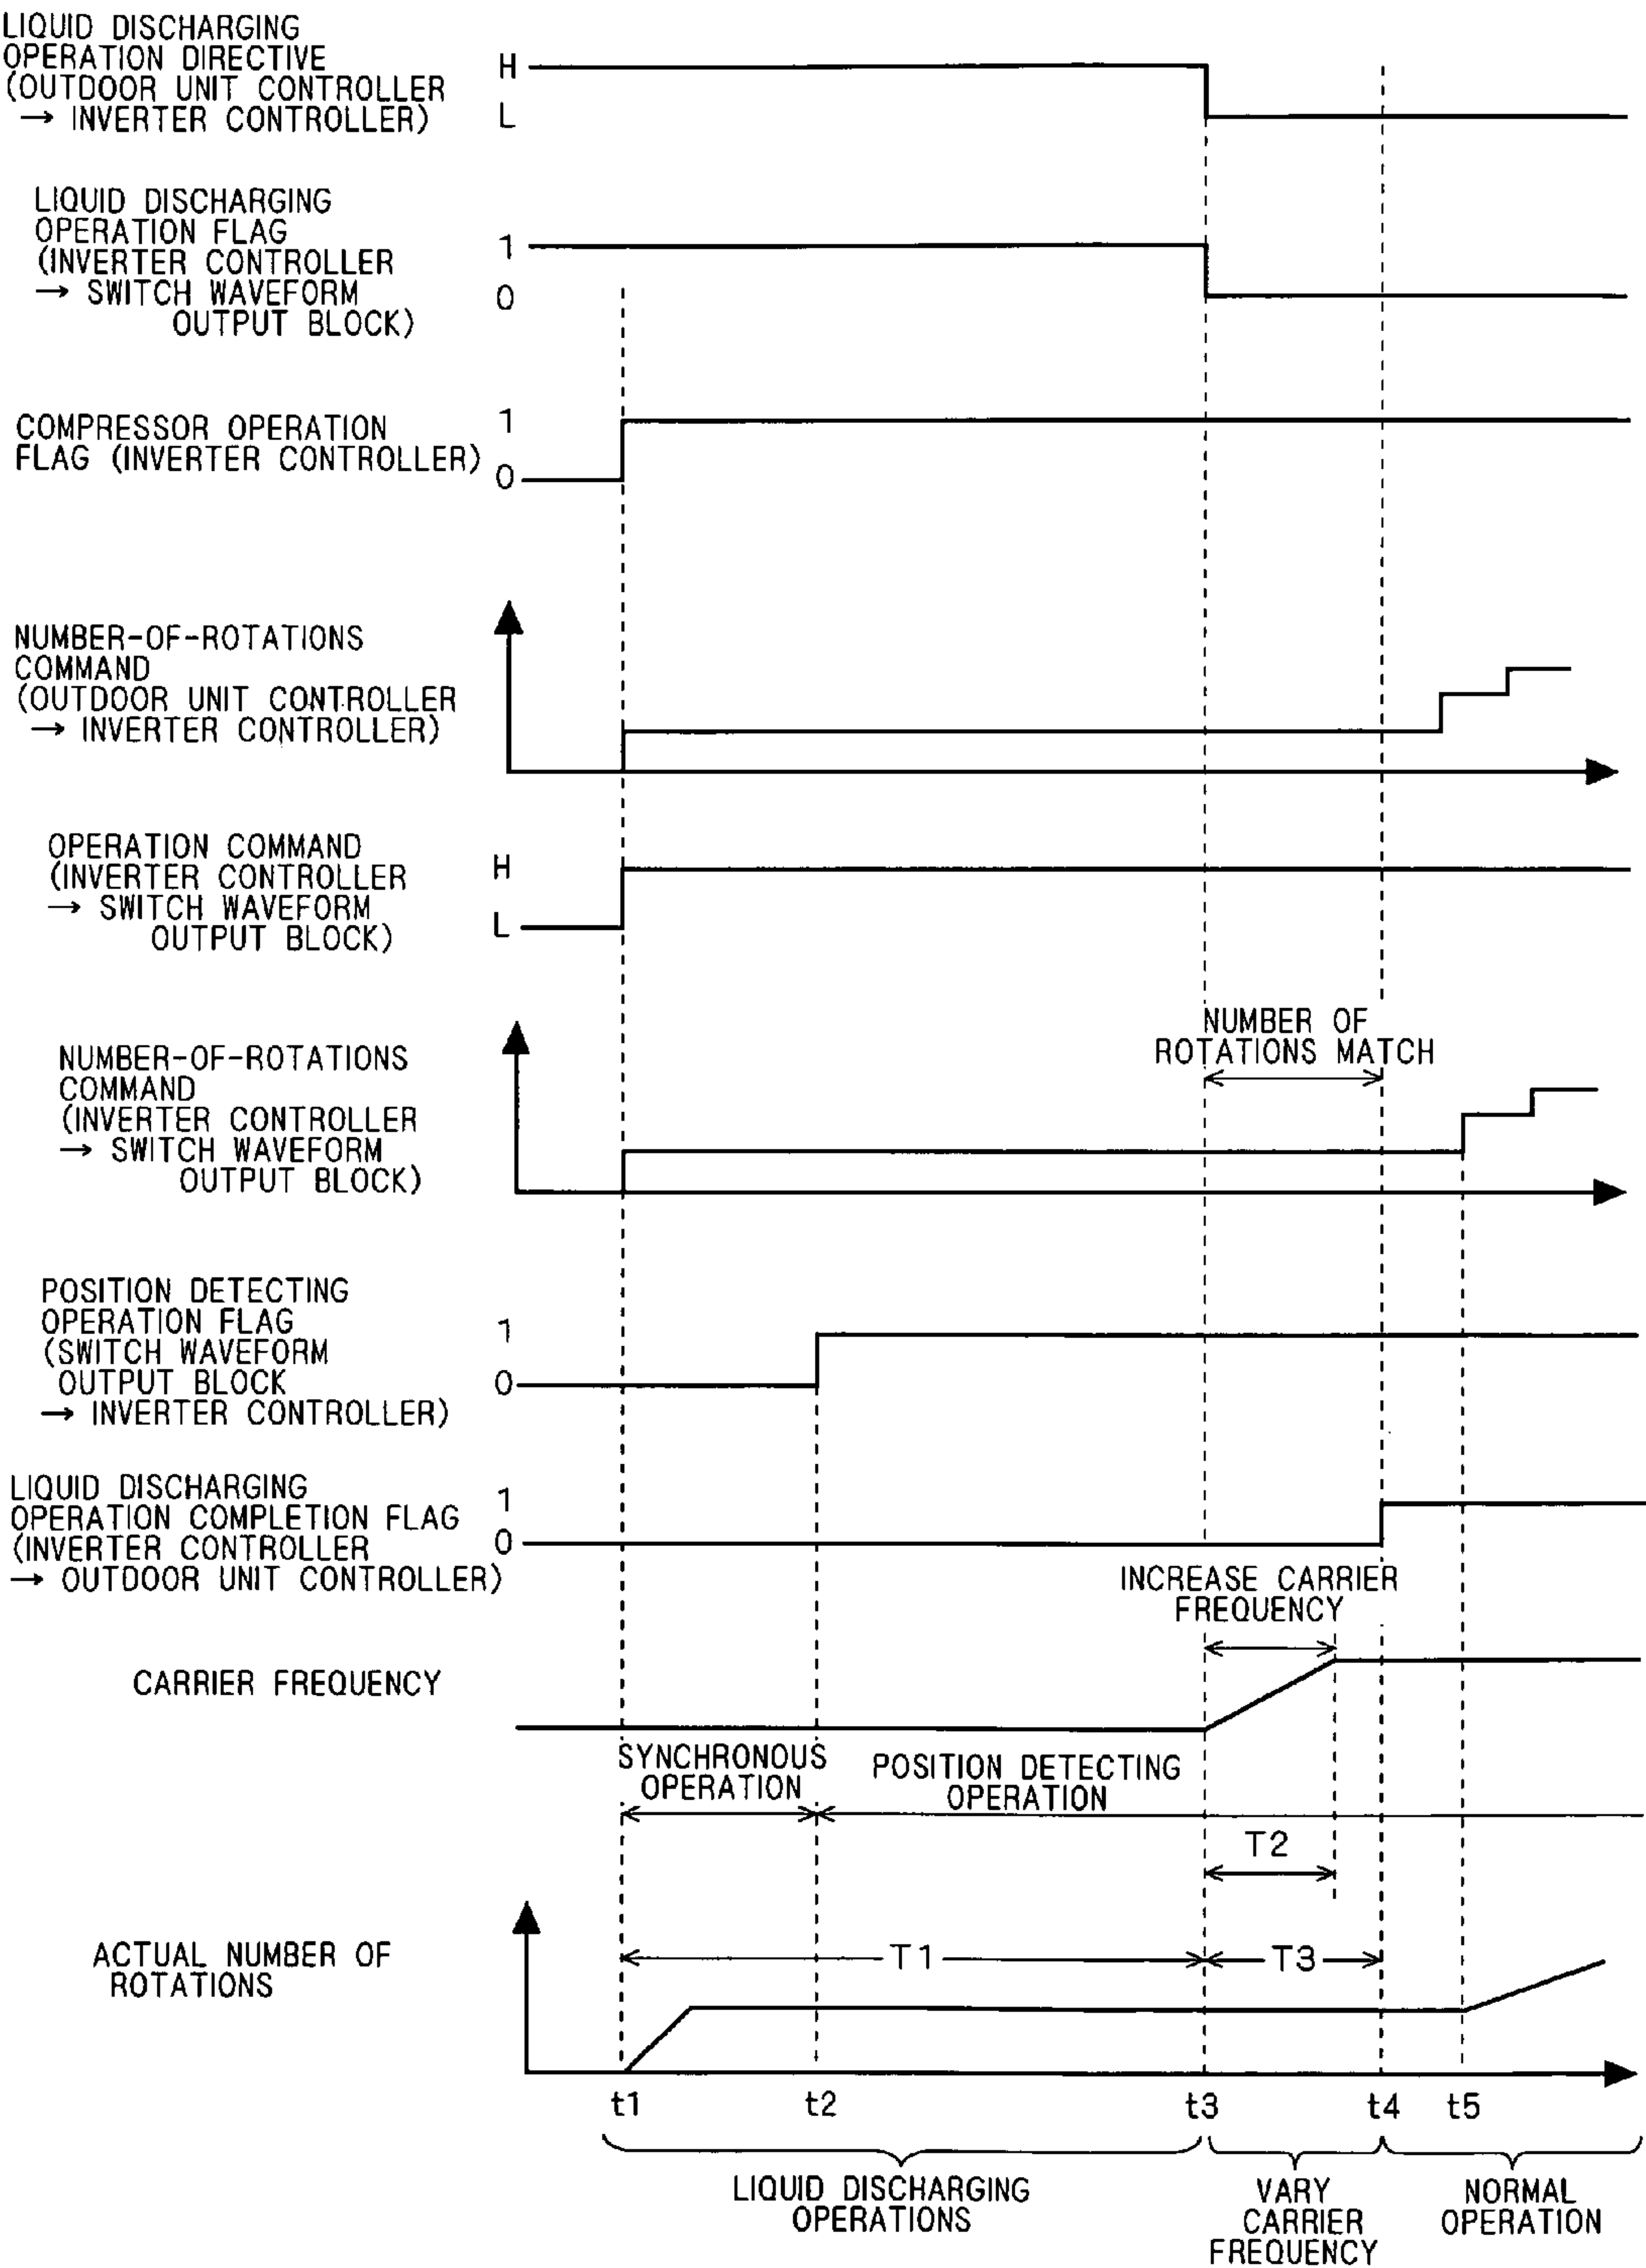 LIQUID DISCHARGING
OPERATION DIRECTIVE
(OUTDOOR UNIT CONTROLLER
→ INVERTER CONTROLLER)
H
L
LIQUID DISCHARGING
OPERATION FLAG
(INVERTER CONTROLLER
→ SWITCH WAVEFORM
OUTPUT BLOCK)
1
0
COMPRESSOR OPERATION
FLAG (INVERTER CONTROLLER)
1
0
NUMBER-OF-ROTATIONS
COMMAND
(OUTDOOR UNIT CONTROLLER
→ INVERTER CONTROLLER)
OPERATION COMMAND
(INVERTER CONTROLLER
→ SWITCH WAVEFORM
OUTPUT BLOCK)
H
L
NUMBER OF
ROTATIONS MATCH
NUMBER-OF-ROTATIONS
COMMAND
(INVERTER CONTROLLER
→ SWITCH WAVEFORM
OUTPUT BLOCK)
POSITION DETECTING
OPERATION FLAG
(SWITCH WAVEFORM
OUTPUT BLOCK
→ INVERTER CONTROLLER)
1
0
LIQUID DISCHARGING
OPERATION COMPLETION FLAG
(INVERTER CONTROLLER
→ OUTDOOR UNIT CONTROLLER)
1
0
INCREASE CARRIER
FREQUENCY
CARRIER FREQUENCY
SYNCHRONOUS
OPERATION
POSITION DETECTING
OPERATION
T2
ACTUAL NUMBER OF
ROTATIONS
T1
T3
t1
t2
t3
t4
t5
LIQUID DISCHARGING
OPERATIONS
VARY
CARRIER
FREQUENCY
NORMAL
OPERATION